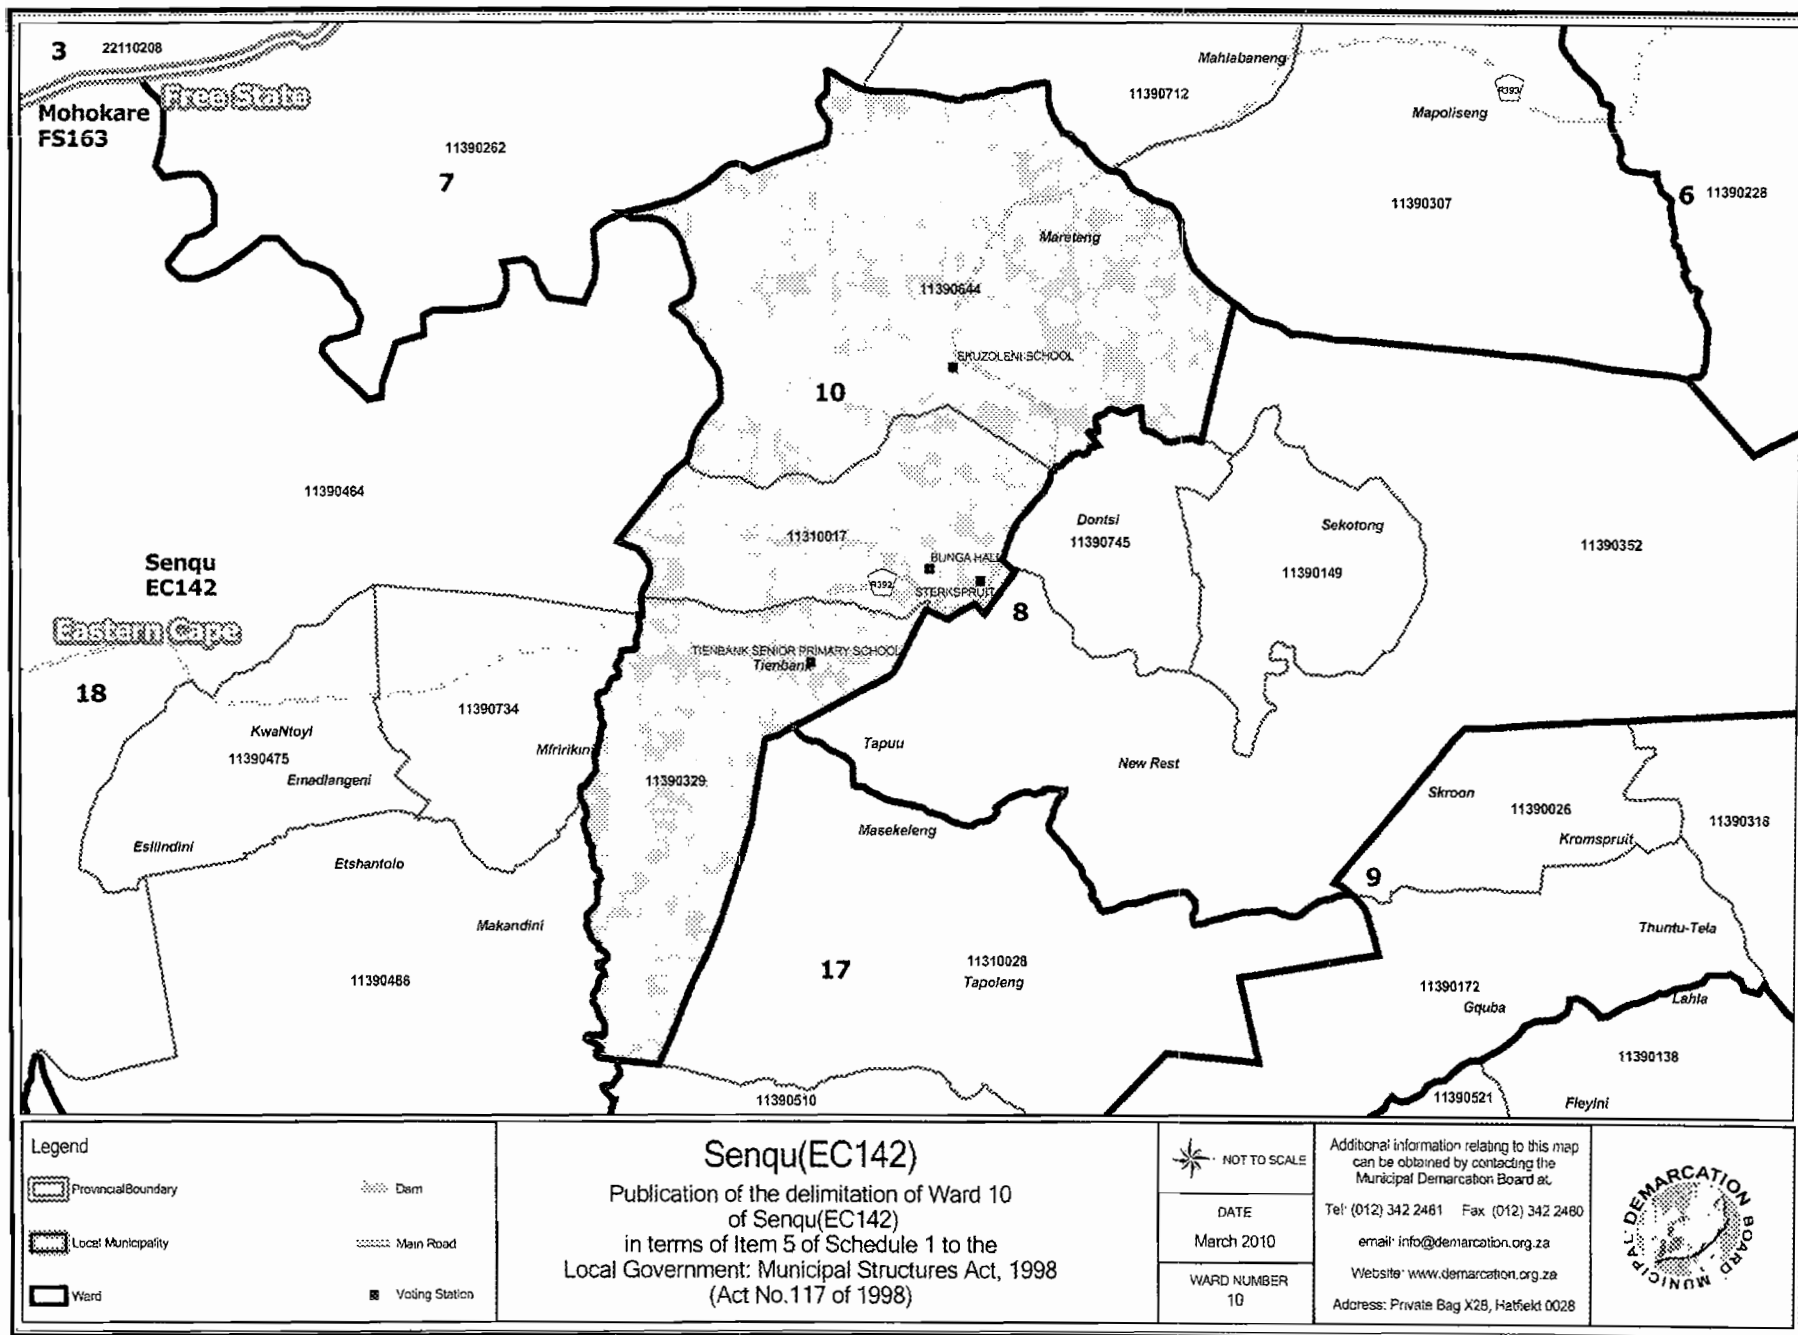 3
22110208
Free State
Mohokare
FS163
11390262
7
Mahlabaneng
11390712
R393
Mapoliseng
11390307
6
11390228
Mareteng
11390644
EKUZOLENI SCHOOL
10
11390464
11310017
Dontsi
11390745
Sekotong
11390149
11390352
Senqu
EC142
BUNGA HALL
R392
STERKSPRUIT
8
Eastern Cape
TIENBANK SENIOR PRIMARY SCHOOL
Tienbank
18
11390734
KwaNtoyi
11390475
Emadlangeni
Mfiririkin
11390329
Tapuu
New Rest
Skroon
11390026
11390318
Kromspruit
Masekeleng
Esilindini
Etshantolo
9
Makandini
Thuntu-Tela
17
11310028
Tapoleng
11390486
11390172
Gquba
Lahla
11390138
11390510
11390521
Fleyini
Legend
Provincial Boundary
Dam
Local Municipality
Main Road
Ward
Voting Station
Senqu(EC142)
Publication of the delimitation of Ward 10
of Senqu(EC142)
in terms of Item 5 of Schedule 1 to the
Local Government: Municipal Structures Act, 1998
(Act No.117 of 1998)
NOT TO SCALE
DATE
March 2010
WARD NUMBER
10
Additional information relating to this map
can be obtained by contacting the
Municipal Demarcation Board at.
Tel: (012) 342 2481 Fax (012) 342 2480
email: info@demarcation.org.za
Website: www.demarcation.org.za
Address: Private Bag X28, Hatfield 0028
MUNICIPAL DEMARCATION BOARD